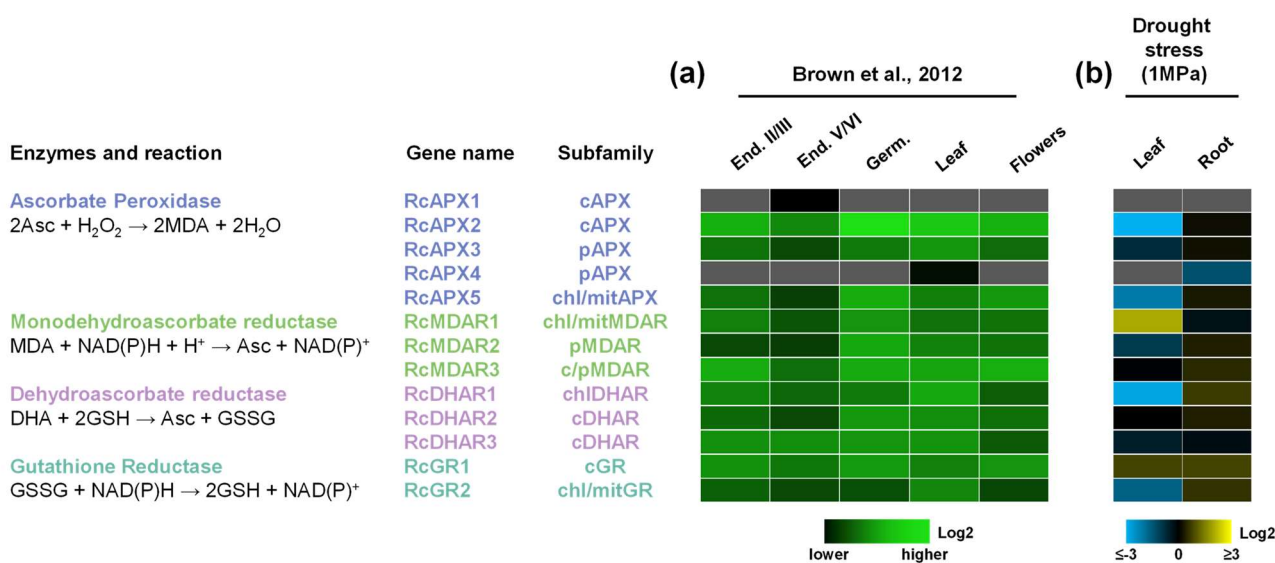 (a) Brown et al., 2012
(b) Drought stress (1MPa)
End. II/III End. V/VI Germ. Leaf Flowers Leaf Root
Enzymes and reaction Gene name Subfamily
Ascorbate Peroxidase RcAPX1 cAPX
2Asc + H₂O₂ → 2MDA + 2H₂O RcAPX2 cAPX
RcAPX3 pAPX
RcAPX4 pAPX
RcAPX5 chl/mitAPX
Monodehydroascorbate reductase RcMDAR1 chl/mitMDAR
MDA + NAD(P)H + H⁺ → Asc + NAD(P)⁺ RcMDAR2 pMDAR
RcMDAR3 c/pMDAR
Dehydroascorbate reductase RcDHAR1 chlDHAR
DHA + 2GSH → Asc + GSSG RcDHAR2 cDHAR
RcDHAR3 cDHAR
Gutathione Reductase RcGR1 cGR
GSSG + NAD(P)H → 2GSH + NAD(P)⁺ RcGR2 chl/mitGR
Log2 Log2
lower higher ≤-3 0 ≥3